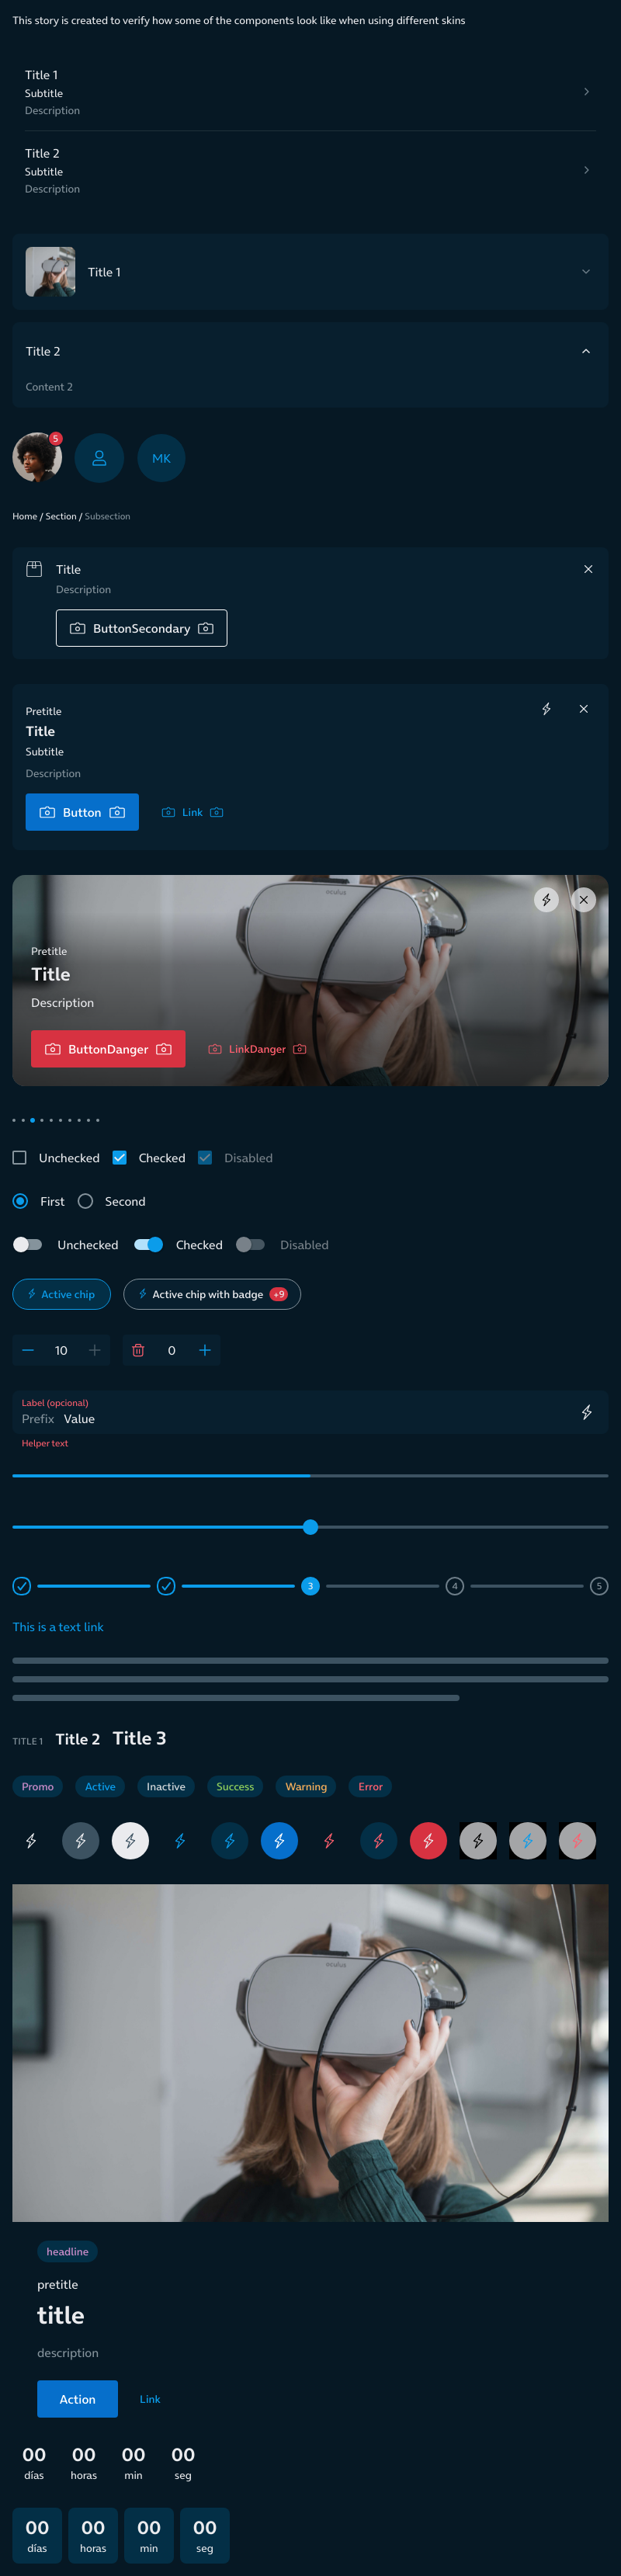 This story is created to verify how some of the components look like when using different skins
Title 1
Subtitle
Description
Title 2
Subtitle
Description
Title 1
Title 2
Content 2
5
MK
Home / Section / Subsection
Title
Description
ButtonSecondary
Pretitle
Title
Subtitle
Description
Button Link
oculus
Pretitle
Title
Description
ButtonDanger LinkDanger
Unchecked Checked Disabled
First Second
Unchecked Checked Disabled
Active chip Active chip with badge +9
10 0
Label (optional)
Prefix Value
Helper text
3 4 5
This is a text link
TITLE 1 Title 2 Title 3
Promo Active Inactive Success Warning Error
oculus
headline
pretitle
title
description
Action Link
00 00 00 00
días horas min seg
00 00 00 00
días horas min seg